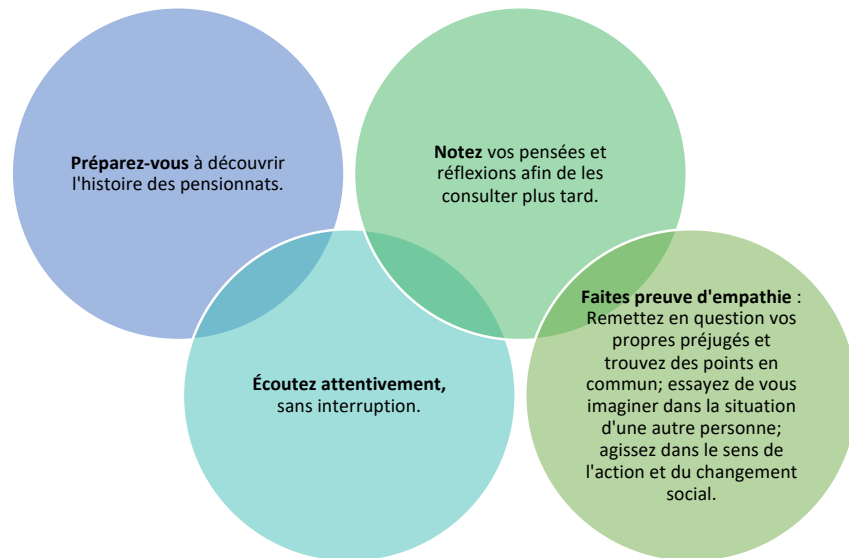 Préparez-vous à découvrir
l'histoire des pensionnats.
Écoutez attentivement,
sans interruption.
Notez vos pensées et
réflexions afin de les
consulter plus tard.
Faites preuve d'empathie :
Remettez en question vos
propres préjugés et
trouvez des points en
commun; essayez de vous
imaginer dans la situation
d'une autre personne;
agissez dans le sens de
l'action et du changement
social.